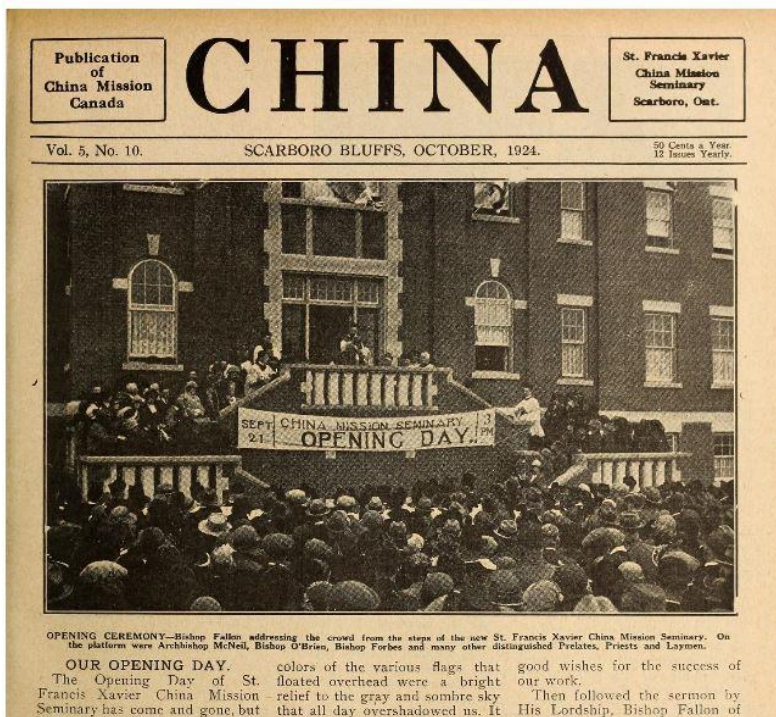 Publication
of
China Mission
Canada
CHINA
St. Francis Xavier
China Mission
Seminary
Scarboro, Ont.
Vol. 5, No. 10.
SCARBORO BLUFFS, OCTOBER, 1924.
50 Cents a Year.
12 Issues Yearly.
SEPT. 21
CHINA MISSION SEMINARY
OPENING DAY.
3 PM
OPENING CEREMONY—Bishop Fallon addressing the crowd from the steps of the new St. Francis Xavier China Mission Seminary. On
the platform were Archbishop McNeil, Bishop O'Brien, Bishop Forbes and many other distinguished Prelates, Priests and Laymen.
OUR OPENING DAY.
The Opening Day of St.
Francis Xavier China Mission
Seminary has come and gone, but
colors of the various flags that
floated overhead were a bright
relief to the gray and sombre sky
that all day overshadowed us. It
good wishes for the success of
our work.
Then followed the sermon by
His Lordship, Bishop Fallon of